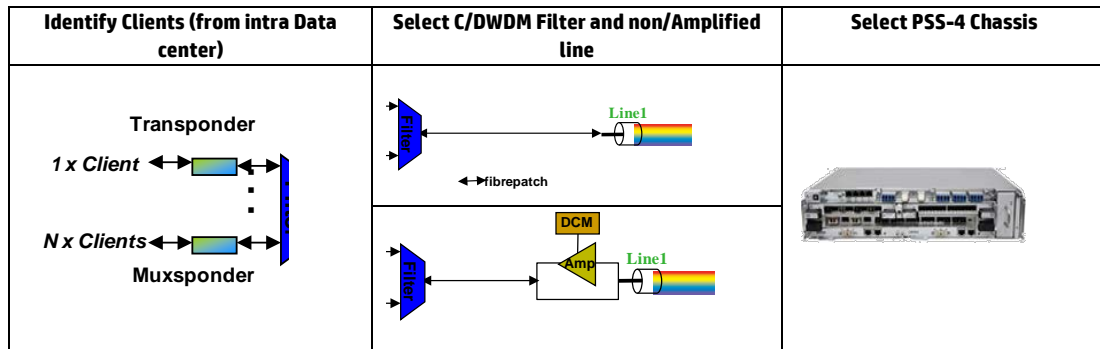 Identify Clients (from intra Data
center)
Select C/DWDM Filter and non/Amplified
line
Select PSS-4 Chassis
Transponder
1 x Client
N x Clients
Muxsponder
Filter
Line1
fibrepatch
DCM
Amp
Filter
Line1